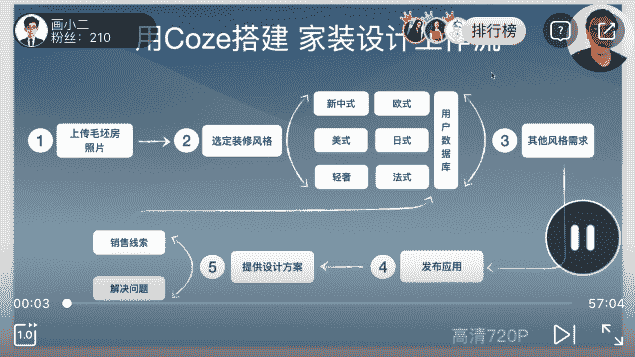 画小二
粉丝：210
用Coze搭建 家装设计工作流
排行榜
1 上传毛坯房照片
2 选定装修风格
新中式 欧式
美式 日式
轻奢 法式
用户数据库
3 其他风格需求
销售线索
解决问题
5 提供设计方案
4 发布应用
00:03
57:04
1.0
高清720P